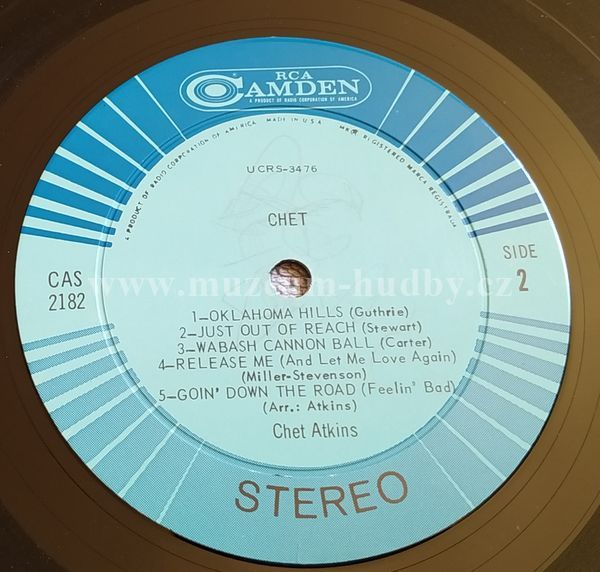 RCA
CAMDEN
A PRODUCT OF RADIO CORPORATION OF AMERICA
A PRODUCT OF RADIO CORPORATION OF AMERICA MADE IN U.S.A. MK(S) REGISTERED MARCA REGISTRADA
UCRS-3476
CHET
CAS
2182
SIDE
2
www.muzeum-hudby.cz
1—OKLAHOMA HILLS (Guthrie)
2—JUST OUT OF REACH (Stewart)
3—WABASH CANNON BALL (Carter)
4—RELEASE ME (And Let Me Love Again)
(Miller-Stevenson)
5—GOIN' DOWN THE ROAD (Feelin' Bad)
(Arr.: Atkins)
Chet Atkins
STEREO